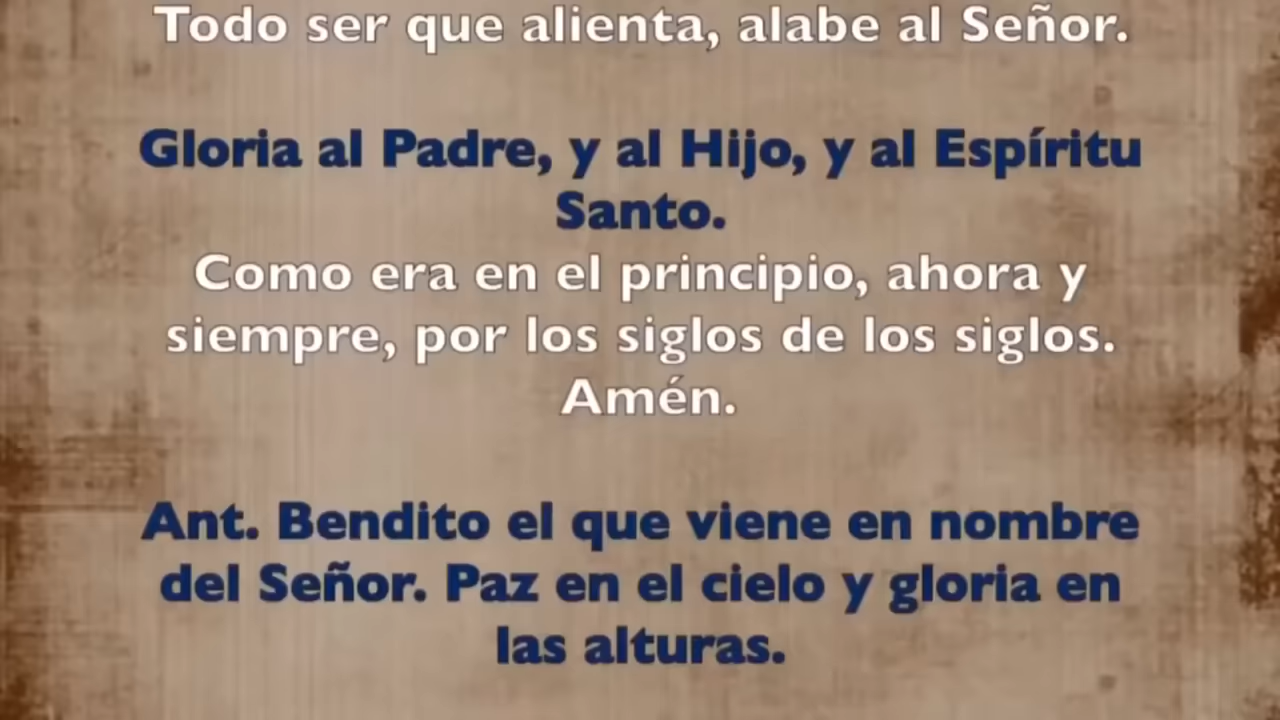 Todo ser que alienta, alabe al Señor.
Gloria al Padre, y al Hijo, y al Espíritu
Santo.
Como era en el principio, ahora y
siempre, por los siglos de los siglos.
Amén.
Ant. Bendito el que viene en nombre
del Señor. Paz en el cielo y gloria en
las alturas.